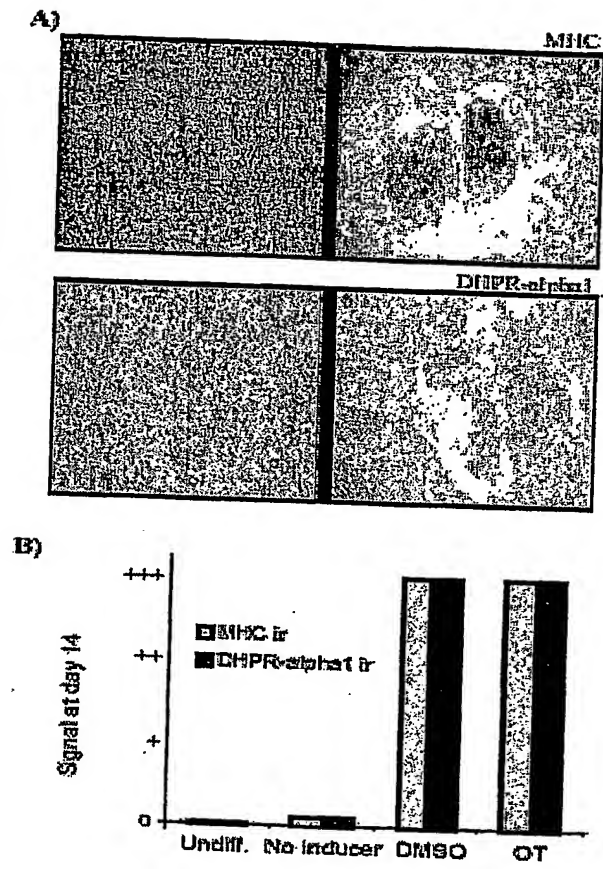 A)
MHC
DHPR-alpha1
B)
+++
++
+
0
Signal at day 14
MHC ir
DHPR-alpha1 ir
Undiff. No inducer DMSO OT